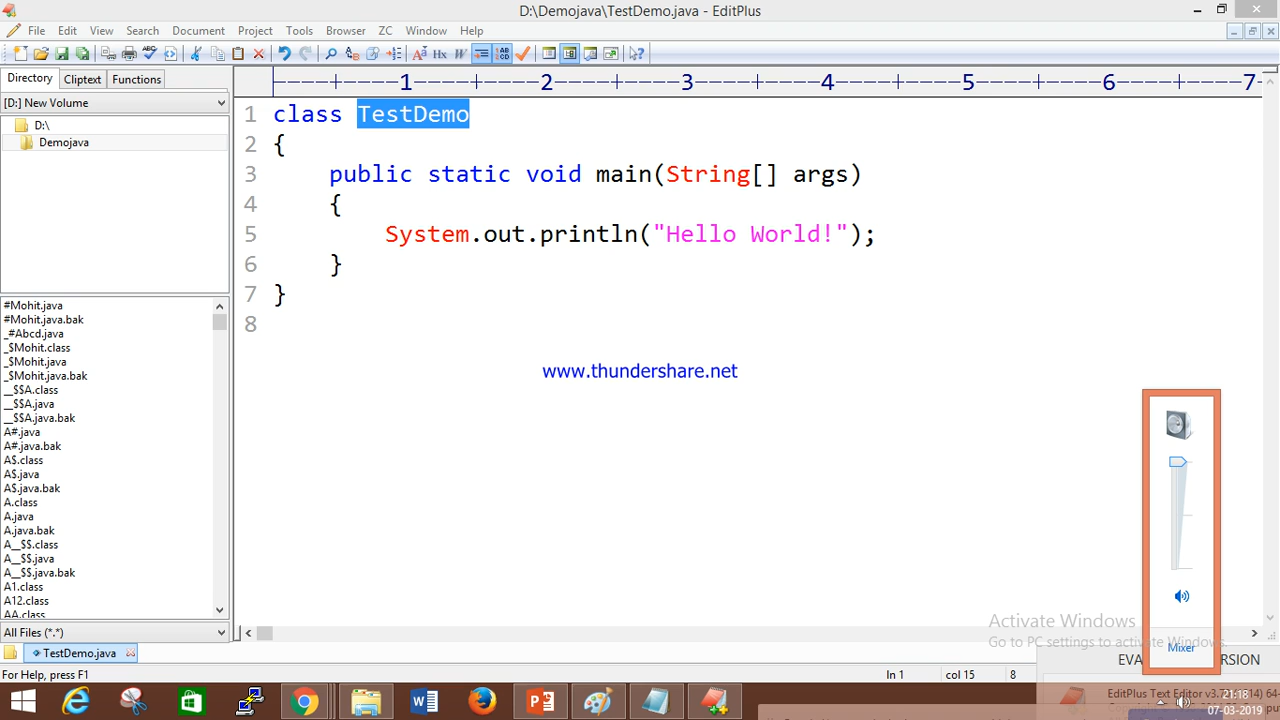 D:\Demojava\TestDemo.java - EditPlus
File Edit View Search Document Project Tools Browser ZC Window Help
Directory Cliptext Functions
[D:] New Volume
D:\
Demojava
#Mohit.java
#Mohit.java.bak
_#Abcd.java
_$Mohit.class
_$Mohit.java
_$Mohit.java.bak
__$$A.class
__$$A.java
__$$A.java.bak
A#.java
A#.java.bak
A$.class
A$.java
A$.java.bak
A.class
A.java
A.java.bak
A__$$.class
A__$$.java
A__$$.java.bak
A1.class
A12.class
AA.class
All Files (*.*)
TestDemo.java
For Help, press F1
1 2 3 4 5 6 7
1 class TestDemo
2 {
3 public static void main(String[] args)
4 {
5 System.out.println("Hello World!");
6 }
7 }
8
www.thundershare.net
Activate Windows
Go to PC settings to activate Windows.
Mixer
ln 1 col 15 8
21:18
07-03-2019